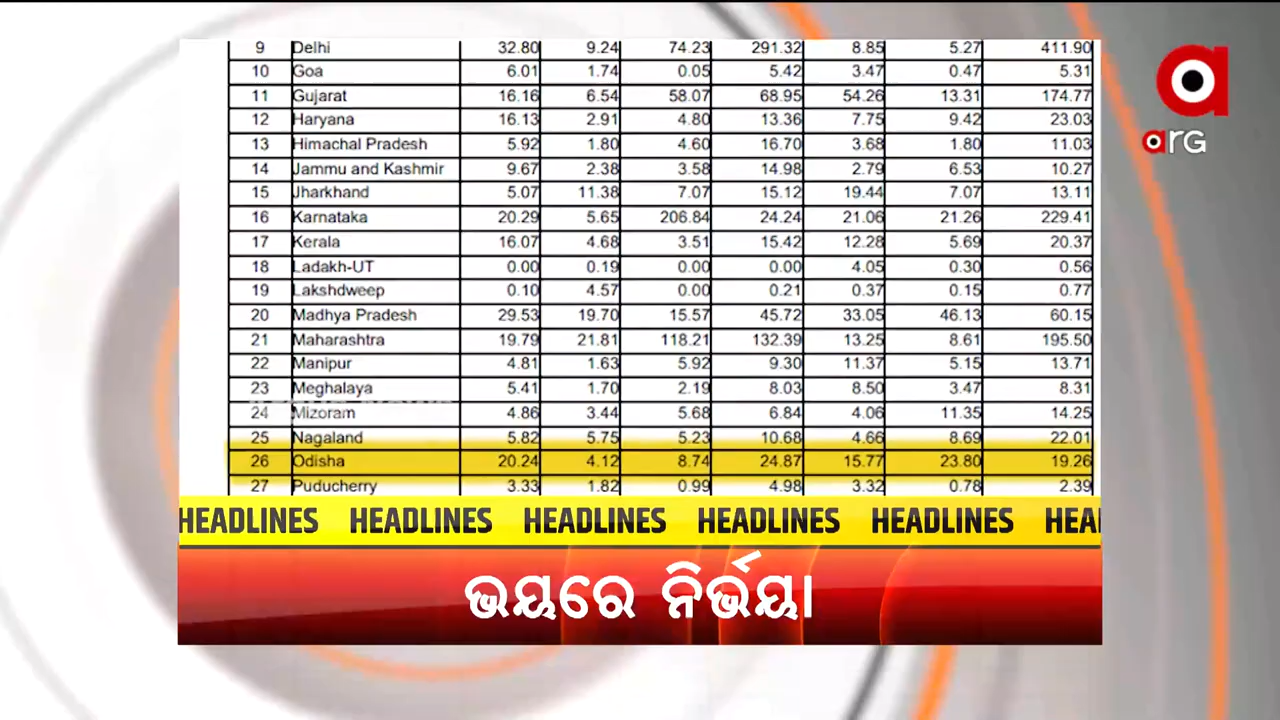 9 Delhi 32.80 9.24 74.23 291.32 8.85 5.27 411.90
10 Goa 6.01 1.74 0.05 5.42 3.47 0.47 5.31
11 Gujarat 16.16 6.54 58.07 68.95 54.26 13.31 174.77
12 Haryana 16.13 2.91 4.80 13.36 7.75 9.42 23.03
13 Himachal Pradesh 5.92 1.80 4.60 16.70 3.68 1.80 11.03
14 Jammu and Kashmir 9.67 2.38 3.58 14.98 2.79 6.53 10.27
15 Jharkhand 5.07 11.38 7.07 15.12 19.44 7.07 13.11
16 Karnataka 20.29 5.65 206.84 24.24 21.06 21.26 229.41
17 Kerala 16.07 4.68 3.51 15.42 12.28 5.69 20.37
18 Ladakh-UT 0.00 0.19 0.00 0.00 4.05 0.30 0.56
19 Lakshdweep 0.10 4.57 0.00 0.21 0.37 0.15 0.77
20 Madhya Pradesh 29.53 19.70 15.57 45.72 33.05 46.13 60.15
21 Maharashtra 19.79 21.81 118.21 132.39 13.25 8.61 195.50
22 Manipur 4.81 1.63 5.92 9.30 11.37 5.15 13.71
23 Meghalaya 5.41 1.70 2.19 8.03 8.50 3.47 8.31
24 Mizoram 4.86 3.44 5.68 6.84 4.06 11.35 14.25
25 Nagaland 5.82 5.75 5.23 10.68 4.66 8.69 22.01
26 Odisha 20.24 4.12 8.74 24.87 15.77 23.80 19.26
27 Puducherry 3.33 1.82 0.99 4.98 3.32 0.78 2.39
HEADLINES HEADLINES HEADLINES HEADLINES HEADLINES HEA
ଭୟରେ ନିର୍ଭୟା
a
arG